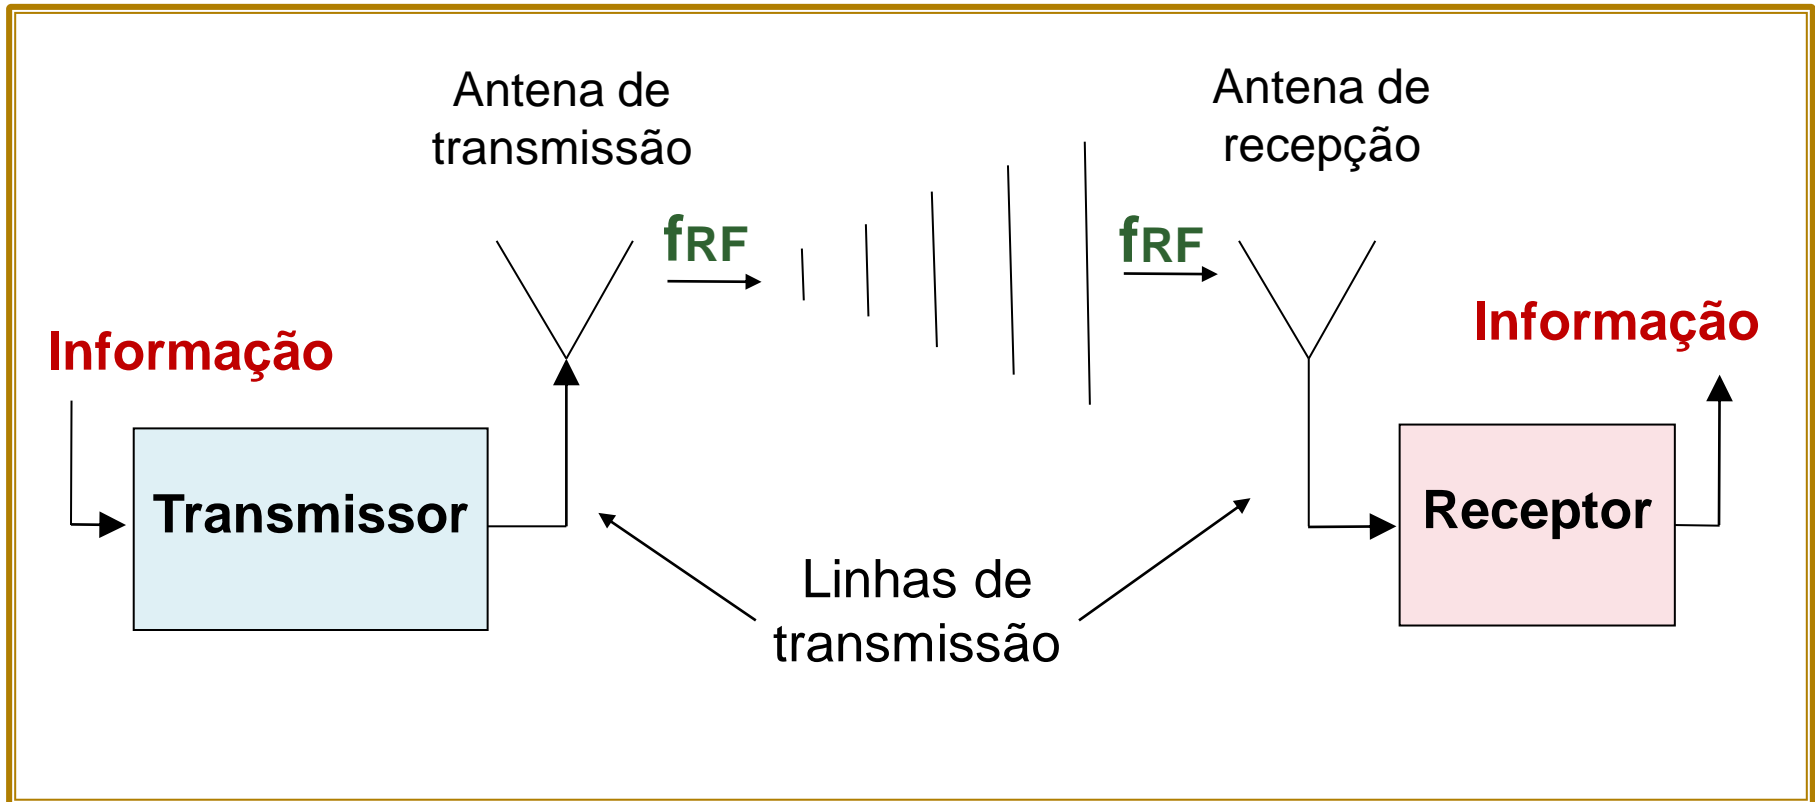 Antena de
transmissão
Antena de
recepção
fRF
fRF
Informação
Informação
Transmissor
Receptor
Linhas de
transmissão